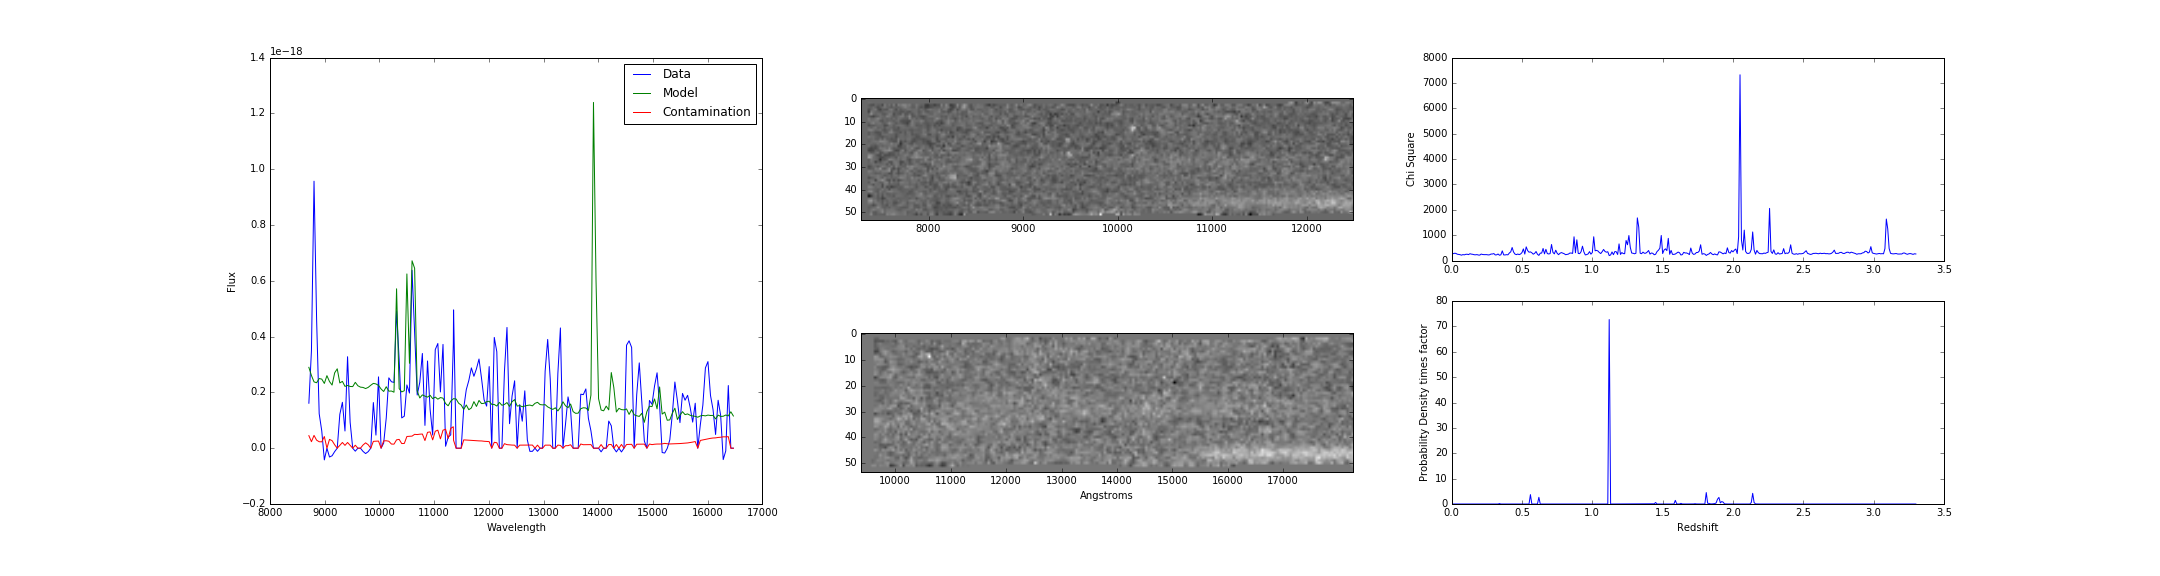 1e−18
1.4
1.2
1.0
0.8
0.6
0.4
0.2
0.0
−0.2
Flux
8000 9000 10000 11000 12000 13000 14000 15000 16000 17000
Wavelength
Data
Model
Contamination
0
10
20
30
40
50
8000 9000 10000 11000 12000
0
10
20
30
40
50
10000 11000 12000 13000 14000 15000 16000 17000
Angstroms
8000
7000
6000
5000
4000
3000
2000
1000
0
Chi Square
0.0 0.5 1.0 1.5 2.0 2.5 3.0 3.5
80
70
60
50
40
30
20
10
0
Probability Density times factor
0.0 0.5 1.0 1.5 2.0 2.5 3.0 3.5
Redshift